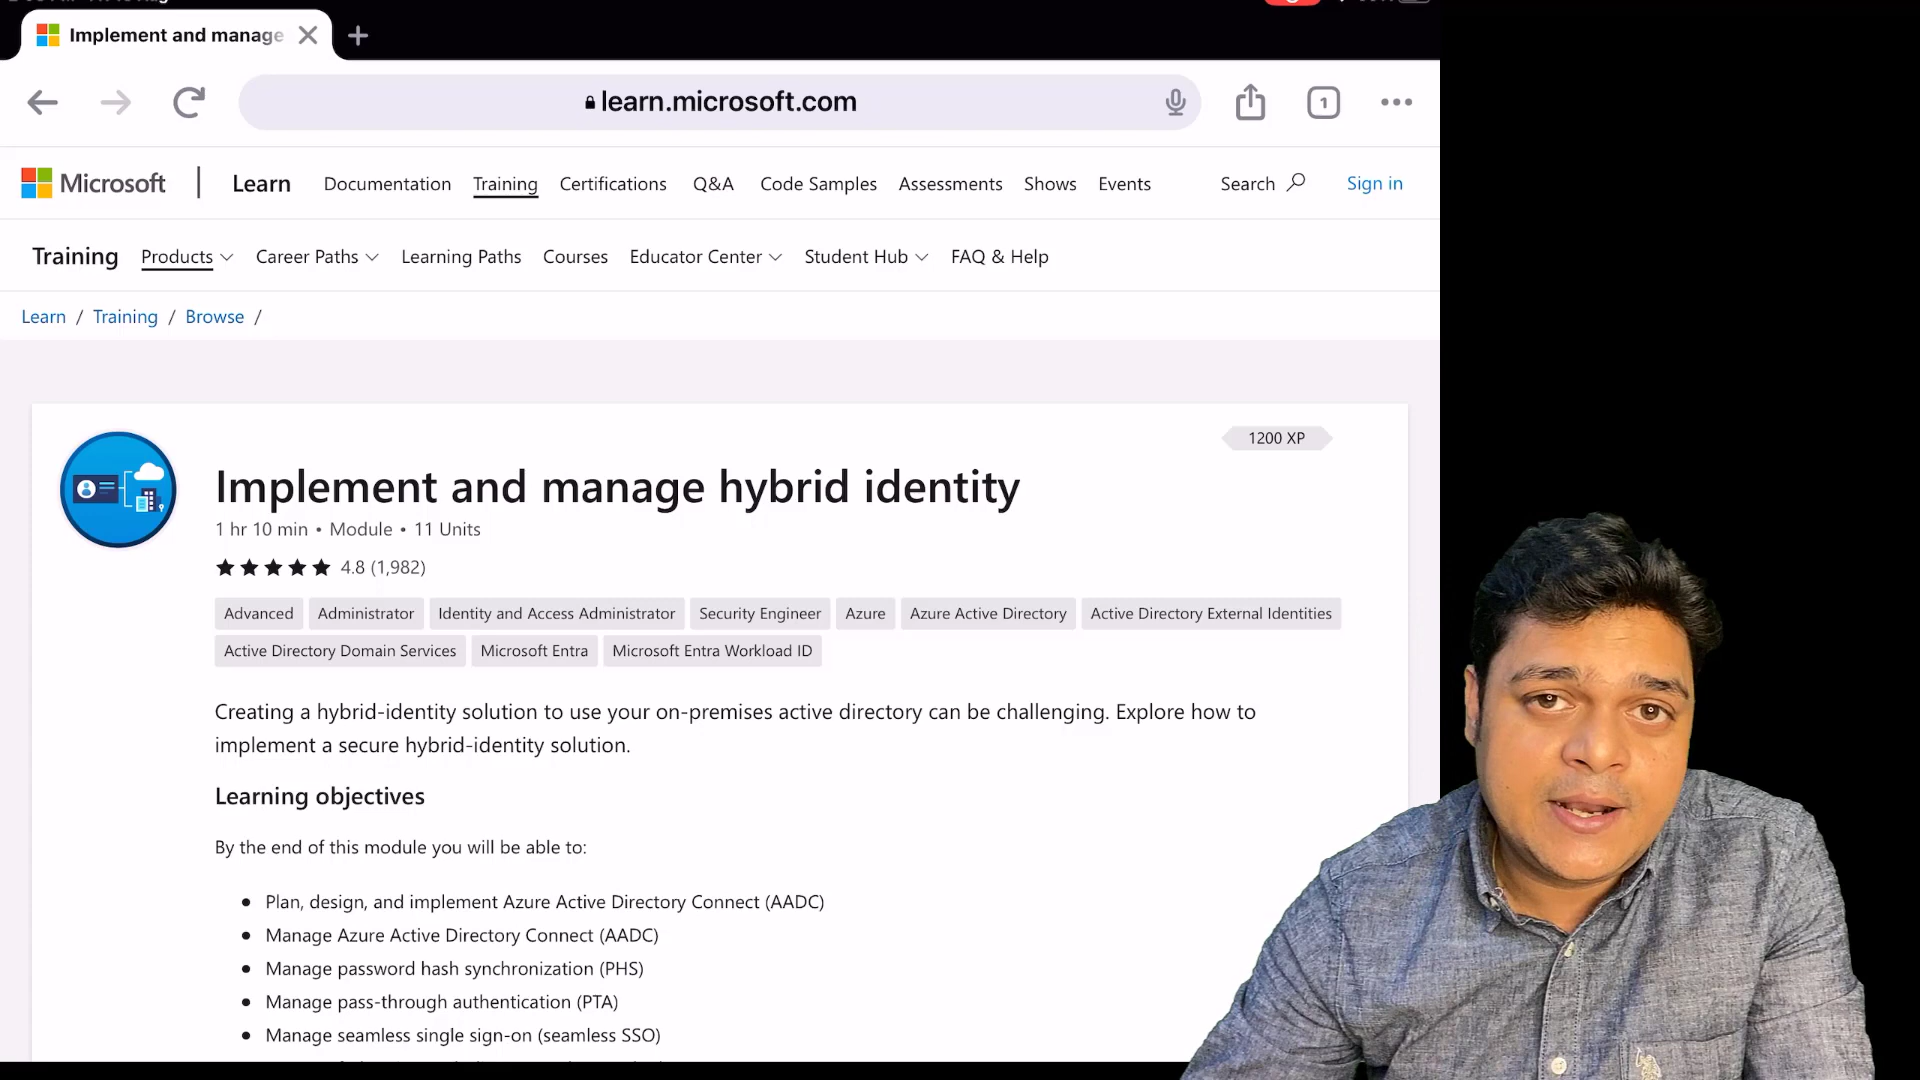 Implement and manage
learn.microsoft.com
1
Microsoft Learn Documentation Training Certifications Q&A Code Samples Assessments Shows Events Search Sign in
Training Products Career Paths Learning Paths Courses Educator Center Student Hub FAQ & Help
Learn / Training / Browse /
1200 XP
Implement and manage hybrid identity
1 hr 10 min • Module • 11 Units
4.8 (1,982)
Advanced Administrator Identity and Access Administrator Security Engineer Azure Azure Active Directory Active Directory External Identities
Active Directory Domain Services Microsoft Entra Microsoft Entra Workload ID
Creating a hybrid-identity solution to use your on-premises active directory can be challenging. Explore how to
implement a secure hybrid-identity solution.
Learning objectives
By the end of this module you will be able to:
• Plan, design, and implement Azure Active Directory Connect (AADC)
• Manage Azure Active Directory Connect (AADC)
• Manage password hash synchronization (PHS)
• Manage pass-through authentication (PTA)
• Manage seamless single sign-on (seamless SSO)